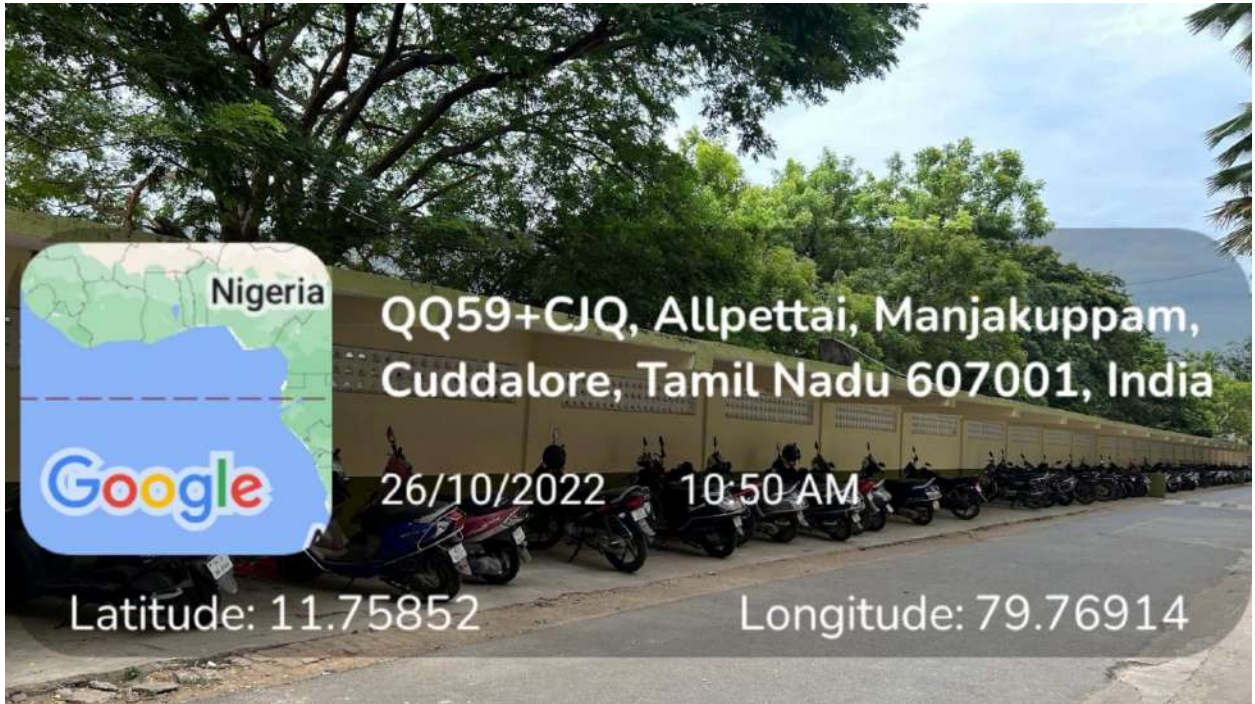 Nigeria
Google
QQ59+CJQ, Allpettai, Manjakuppam,
Cuddalore, Tamil Nadu 607001, India
26/10/2022 10:50 AM
Latitude: 11.75852 Longitude: 79.76914